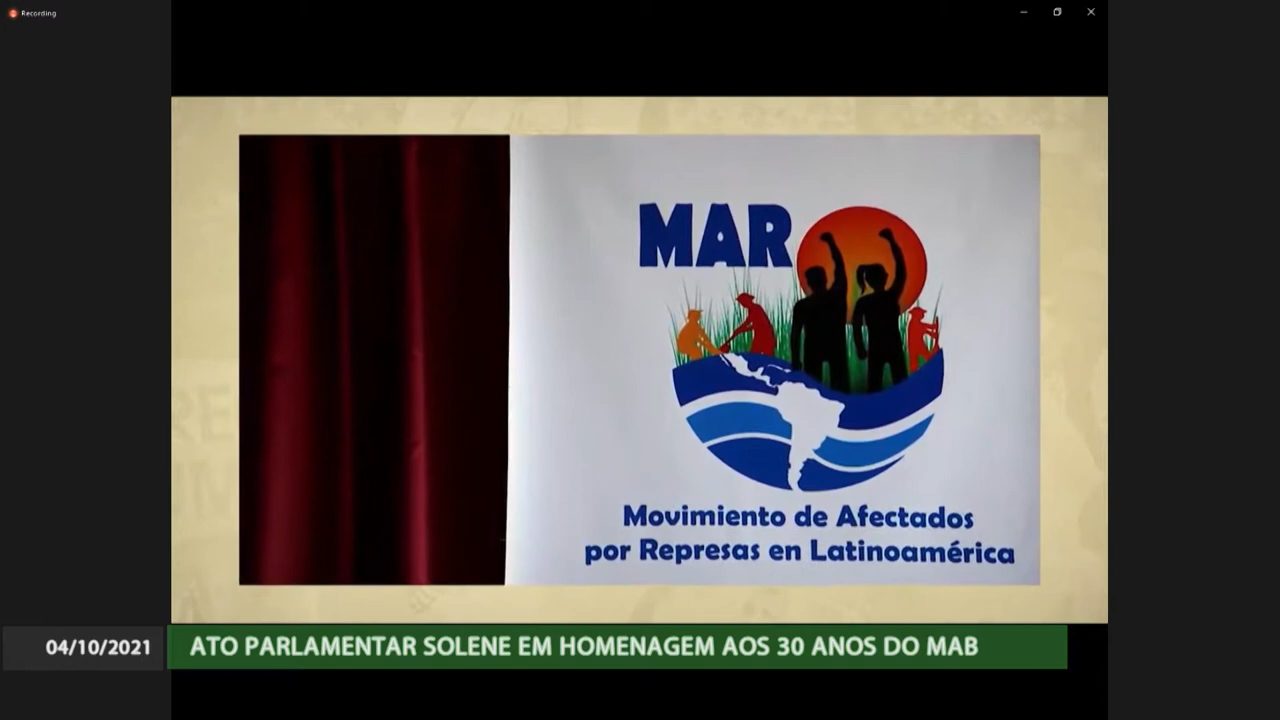 Recording
MAR
Movimiento de Afectados
por Represas en Latinoamérica
04/10/2021
ATO PARLAMENTAR SOLENE EM HOMENAGEM AOS 30 ANOS DO MAB